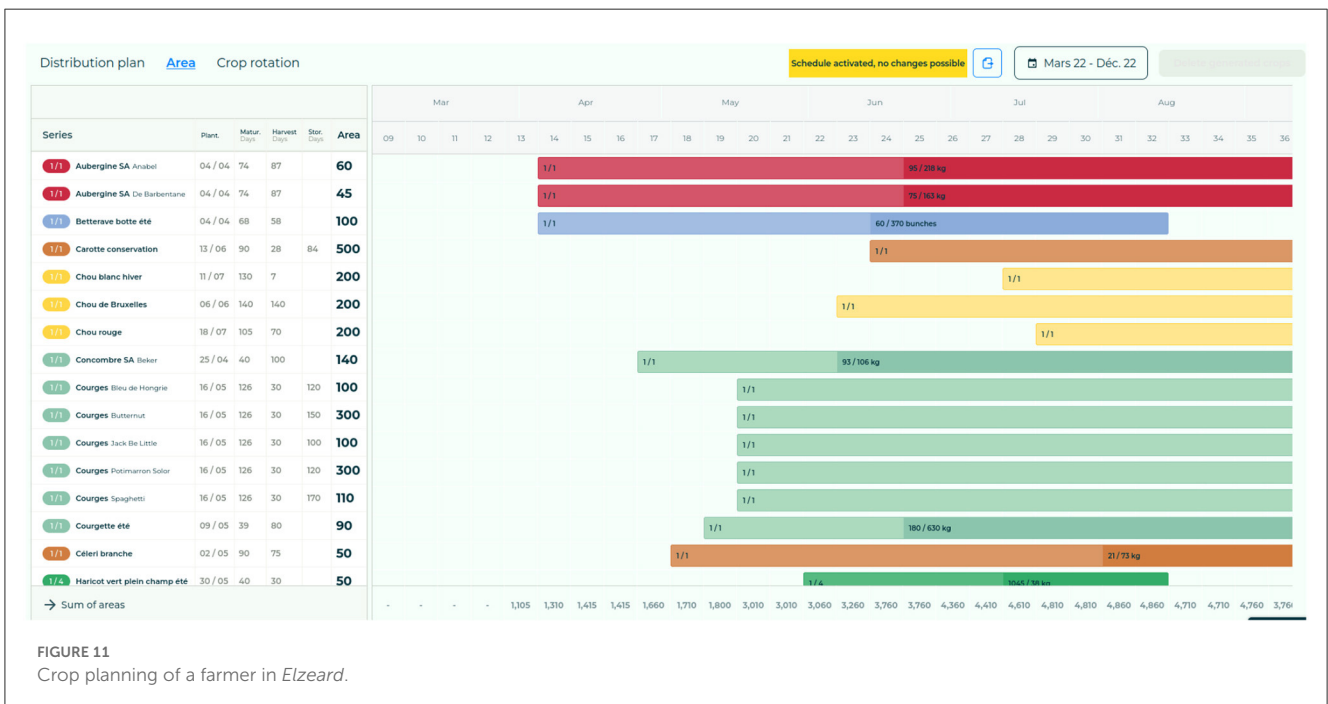 Distribution plan Area Crop rotation Schedule activated, no changes possible Mars 22 - Déc. 22
Mar Apr May Jun Jul Aug
Series Plant. Matur. Days Harvest Days Stor. Days Area 09 10 11 12 13 14 15 16 17 18 19 20 21 22 23 24 25 26 27 28 29 30 31 32 33 34 35 36
1/1 Aubergine SA Anabel 04 / 04 74 87 60 1/1 95 / 218 kg
1/1 Aubergine SA De Barbentane 04 / 04 74 87 45 1/1 75 / 163 kg
1/1 Betterave botte été 04 / 04 68 58 100 1/1 60 / 370 bunches
1/1 Carotte conservation 13 / 06 90 28 84 500 1/1
1/1 Chou blanc hiver 11 / 07 130 7 200 1/1
1/1 Chou de Bruxelles 06 / 06 140 140 200 1/1
1/1 Chou rouge 18 / 07 105 70 200 1/1
1/1 Concombre SA Beker 25 / 04 40 100 140 1/1 93 / 106 kg
1/1 Courges Bleu de Hongrie 16 / 05 126 30 120 100 1/1
1/1 Courges Butternut 16 / 05 126 30 150 300 1/1
1/1 Courges Jack Be Little 16 / 05 126 30 100 100 1/1
1/1 Courges Potimarron Solor 16 / 05 126 30 120 300 1/1
1/1 Courges Spaghetti 16 / 05 126 30 170 110 1/1
1/1 Courgette été 09 / 05 39 80 90 1/1 180 / 630 kg
1/1 Céleri branche 02 / 05 90 75 50 1/1 21 / 73 kg
1/4 Haricot vert plein champ été 30 / 05 40 30 50 1/4 1045 / 38 kg
→ Sum of areas - - - - 1,105 1,310 1,415 1,415 1,660 1,710 1,800 3,010 3,010 3,060 3,260 3,760 3,760 4,360 4,410 4,610 4,810 4,810 4,860 4,860 4,710 4,710 4,760 3,76
FIGURE 11
Crop planning of a farmer in Elzeard.